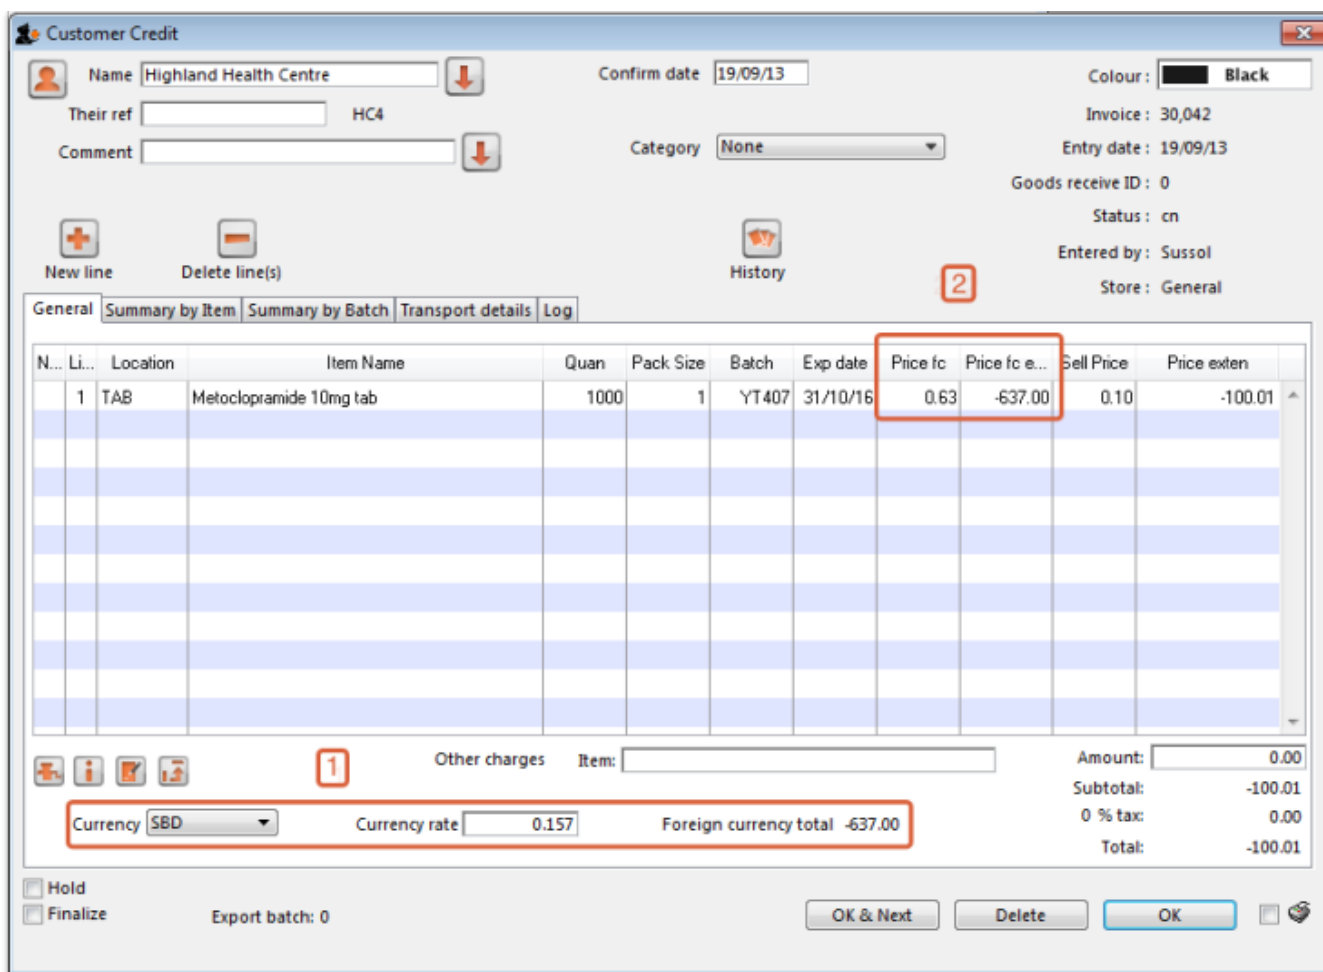 Customer Credit
Name Highland Health Centre Confirm date 19/09/13 Colour : Black
Their ref HC4 Invoice : 30,042
Comment Category None Entry date : 19/09/13
Goods receive ID : 0
Status : cn
New line Delete line(s) History Entered by : Sussol
2 Store : General
General Summary by Item Summary by Batch Transport details Log
N... Li... Location Item Name Quan Pack Size Batch Exp date Price fc Price fc e... Sell Price Price exten
1 TAB Metoclopramide 10mg tab 1000 1 YT407 31/10/16 0.63 -637.00 0.10 -100.01
1 Other charges Item: Amount: 0.00
Subtotal: -100.01
Currency SBD Currency rate 0.157 Foreign currency total -637.00 0 % tax: 0.00
Total: -100.01
Hold
Finalize Export batch: 0 OK & Next Delete OK